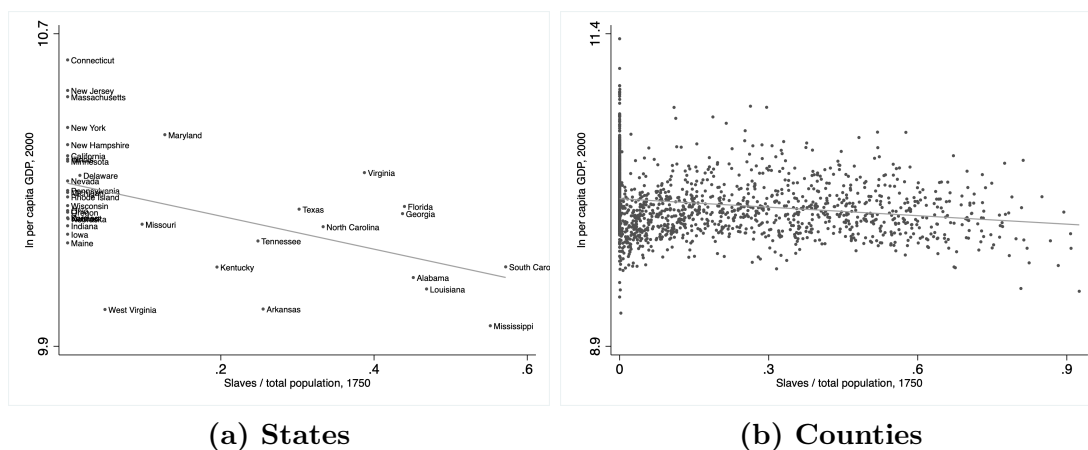 10.7
ln per capita GDP, 2000
9.9
Connecticut
New Jersey
Massachusetts
New York
Maryland
New Hampshire
California
Minnesota
Virginia
Delaware
Nevada
Pennsylvania
Rhode Island
Wisconsin
Texas
Florida
Georgia
Oregon
Indiana
Missouri
North Carolina
Iowa
Maine
Tennessee
Kentucky
South Caro
Alabama
Louisiana
West Virginia
Arkansas
Mississippi
.2
.4
.6
Slaves / total population, 1750
(a) States
11.4
ln per capita GDP, 2000
8.9
0
.3
.6
.9
Slaves / total population, 1750
(b) Counties